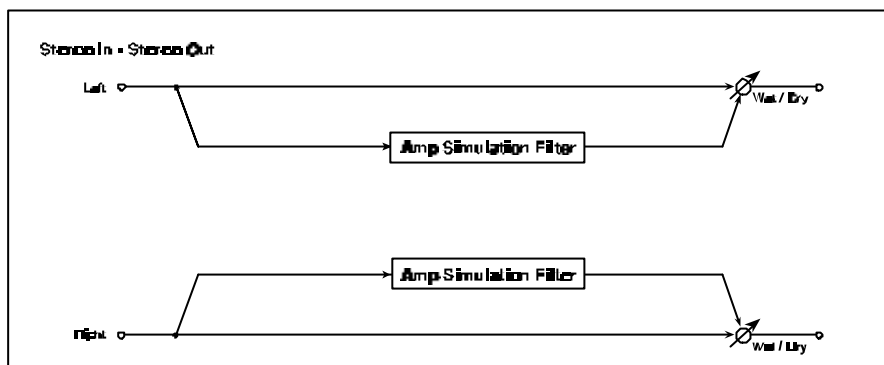 Stereo In - Stereo Out
Left
Wet / Dry
Amp Simulation Filter
Amp Simulation Filter
Right
Wet / Dry